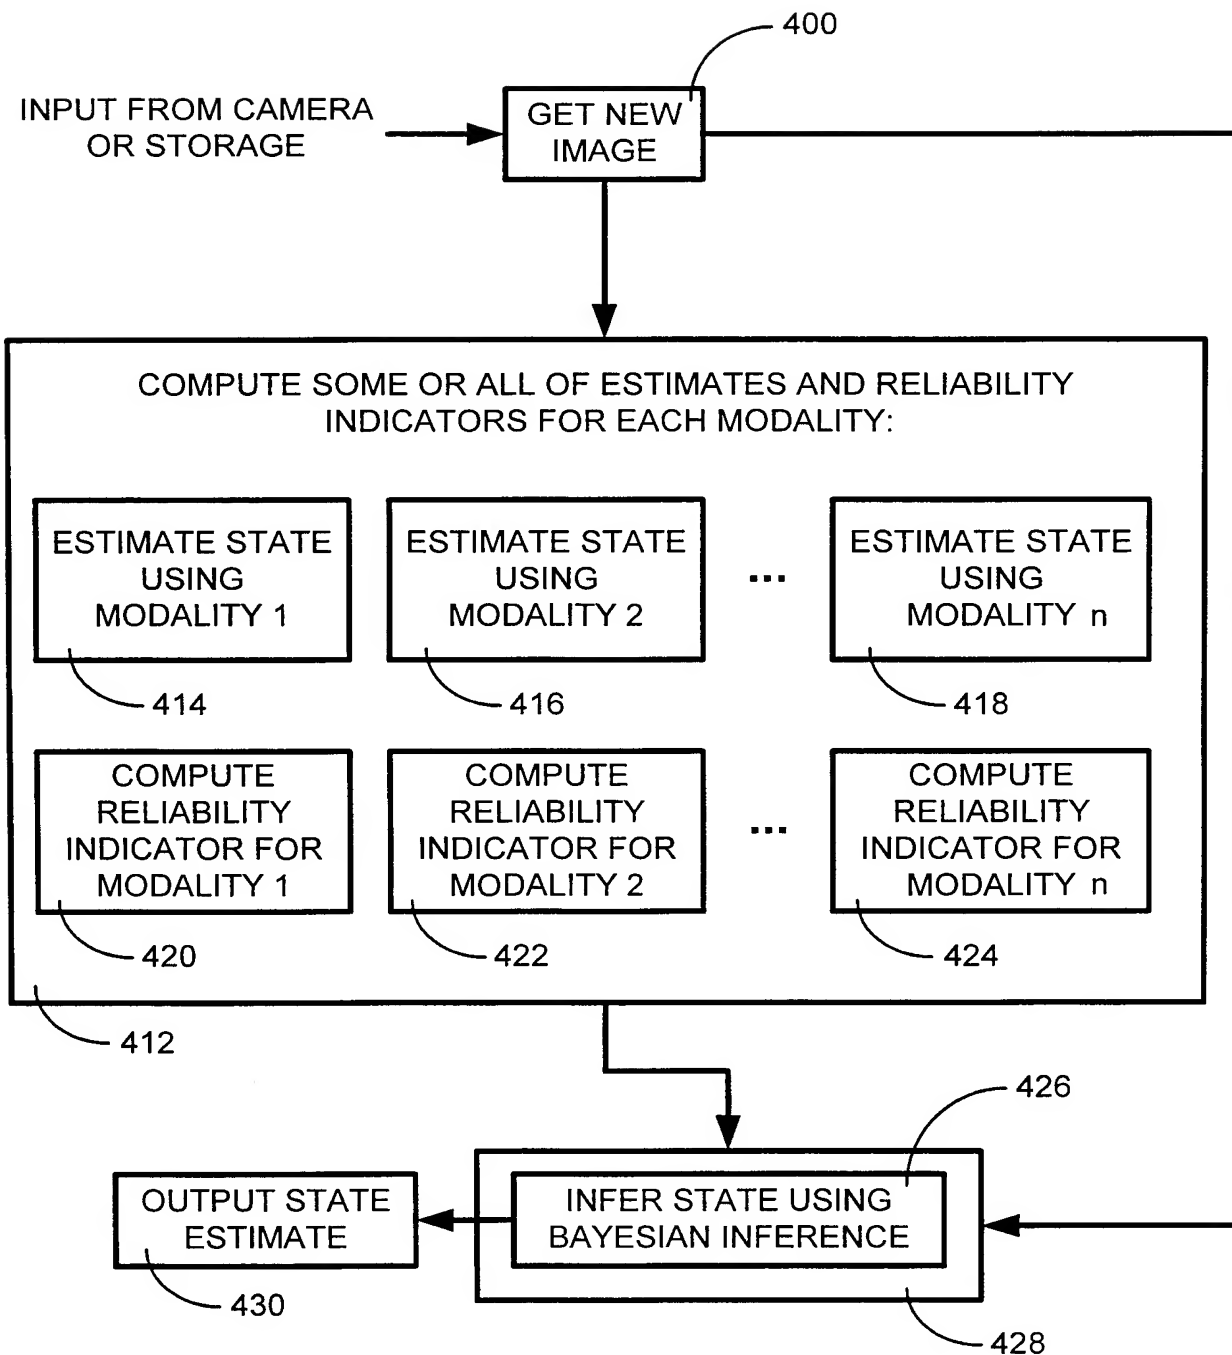 400
INPUT FROM CAMERA
OR STORAGE
GET NEW
IMAGE
COMPUTE SOME OR ALL OF ESTIMATES AND RELIABILITY
INDICATORS FOR EACH MODALITY:
ESTIMATE STATE
USING
MODALITY 1
ESTIMATE STATE
USING
MODALITY 2
...
ESTIMATE STATE
USING
MODALITY n
414
416
418
COMPUTE
RELIABILITY
INDICATOR FOR
MODALITY 1
COMPUTE
RELIABILITY
INDICATOR FOR
MODALITY 2
...
COMPUTE
RELIABILITY
INDICATOR FOR
MODALITY n
420
422
424
412
426
OUTPUT STATE
ESTIMATE
INFER STATE USING
BAYESIAN INFERENCE
430
428